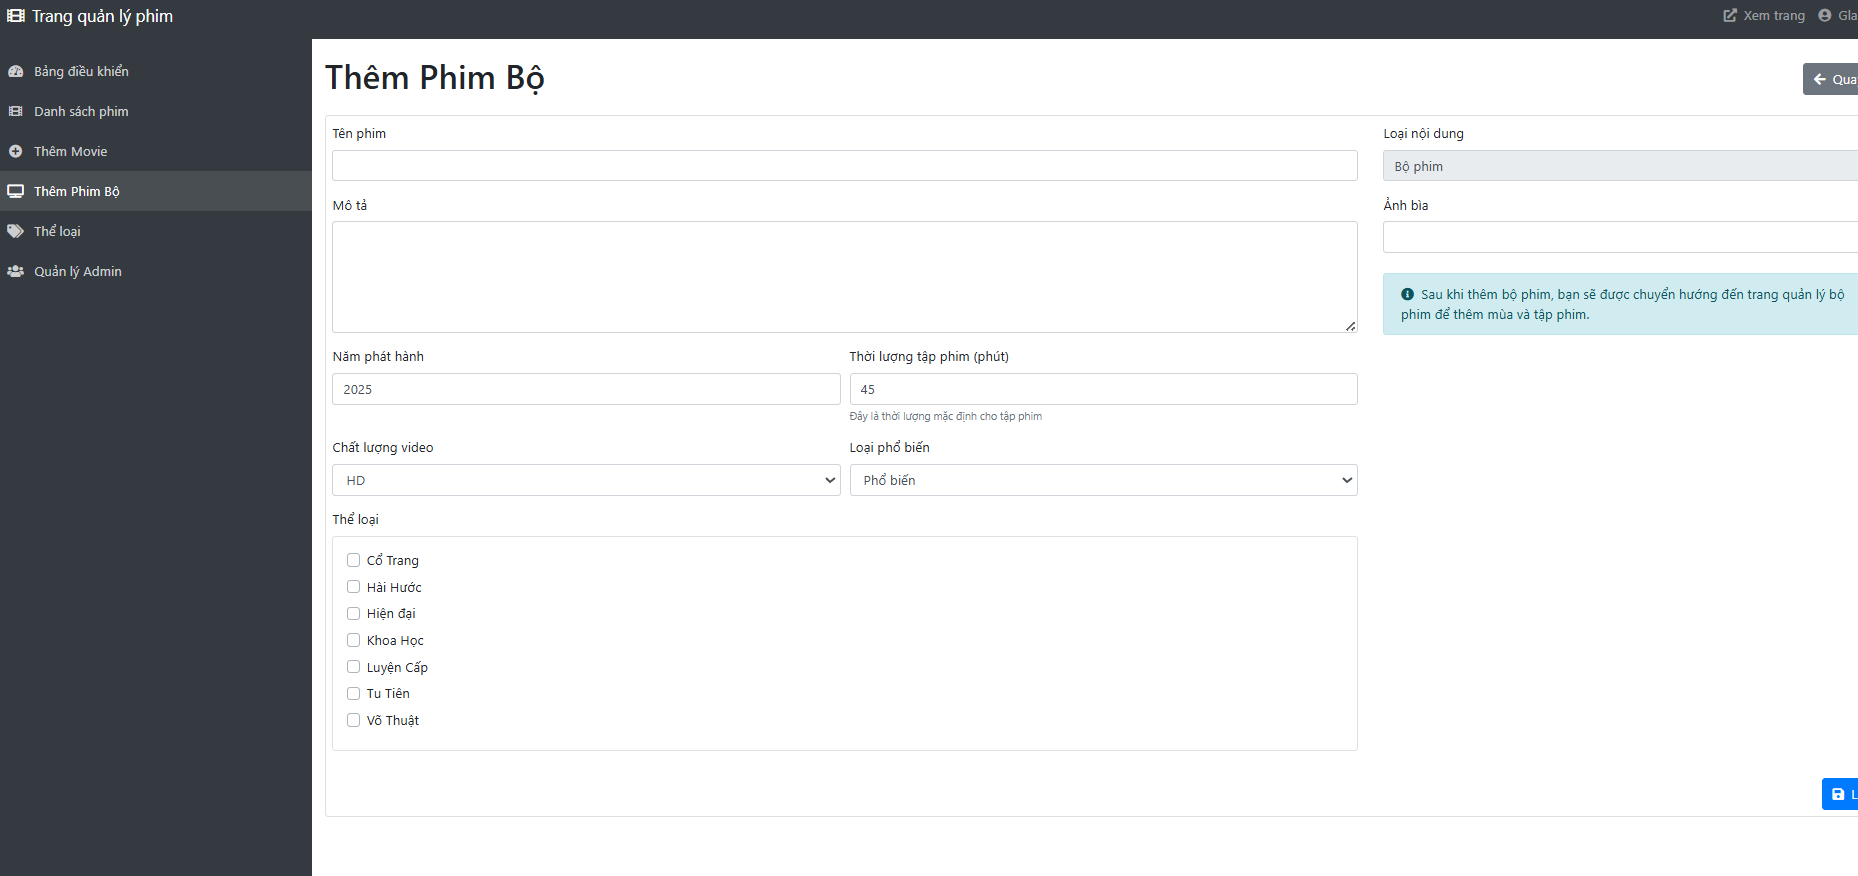 Trang quản lý phim
Xem trang
Gla
Bảng điều khiển
Danh sách phim
Thêm Movie
Thêm Phim Bộ
Thể loại
Quản lý Admin
Thêm Phim Bộ
Qua
Tên phim
Mô tả
Năm phát hành
Thời lượng tập phim (phút)
2025
45
Đây là thời lượng mặc định cho tập phim
Chất lượng video
Loại phổ biến
HD
Phổ biến
Thể loại
Cổ Trang
Hài Hước
Hiện đại
Khoa Học
Luyện Cấp
Tu Tiên
Võ Thuật
Loại nội dung
Bộ phim
Ảnh bìa
Sau khi thêm bộ phim, bạn sẽ được chuyển hướng đến trang quản lý bộ
phim để thêm mùa và tập phim.
L